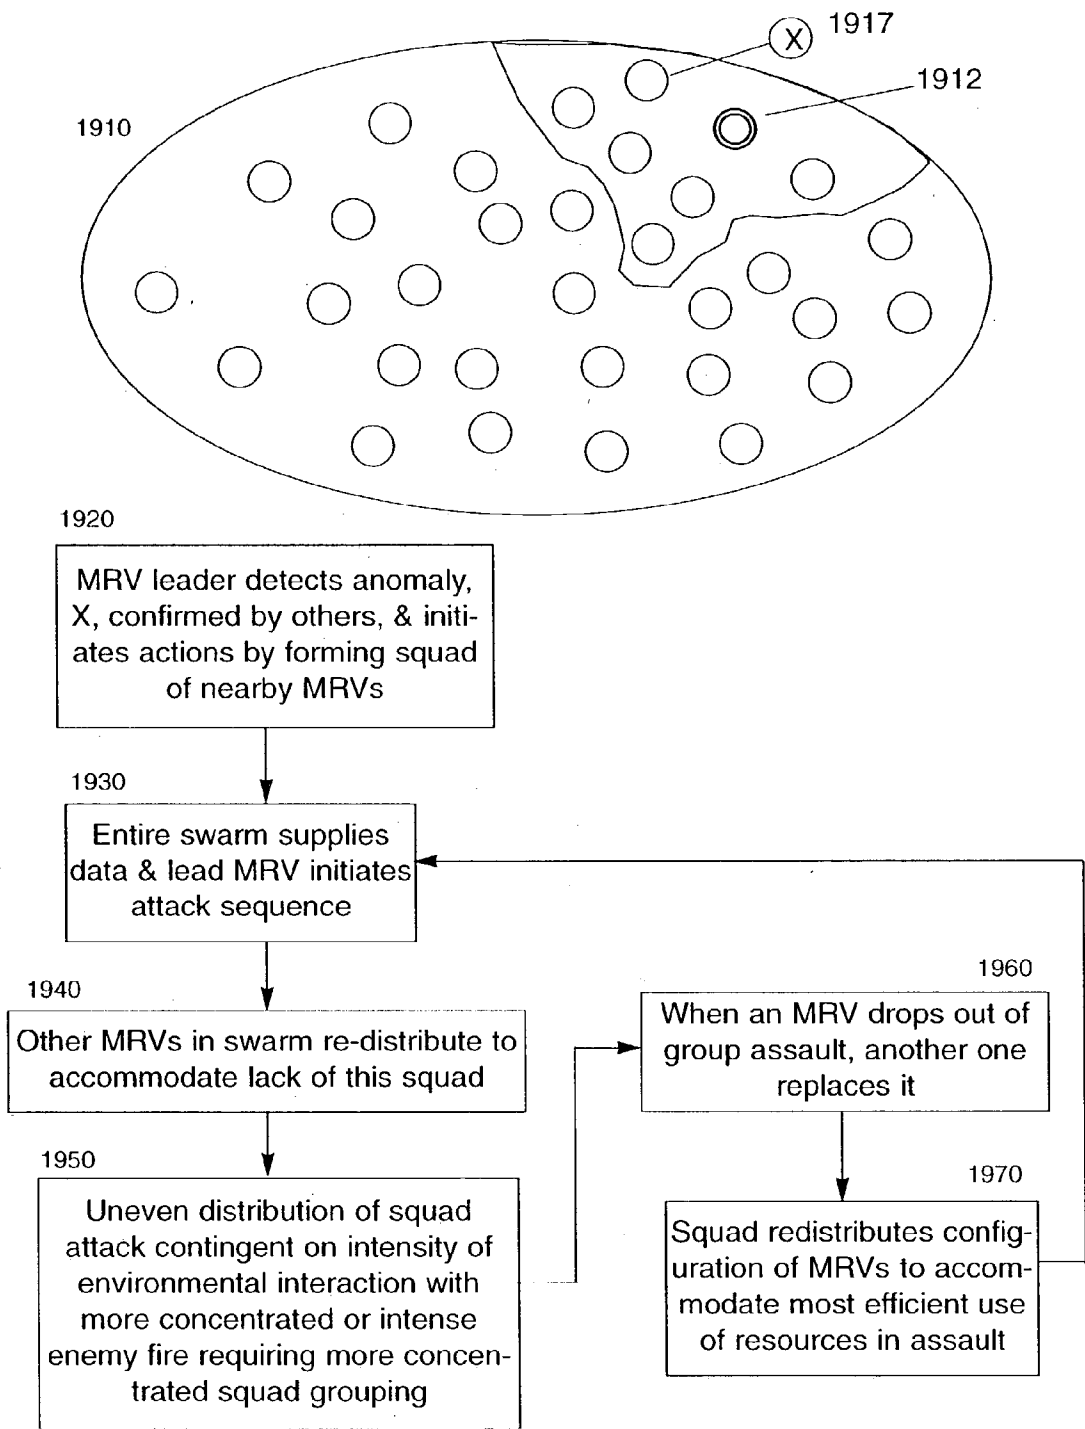 1917
X
1912
1910
1920
MRV leader detects anomaly,
X, confirmed by others, & initi-
ates actions by forming squad
of nearby MRVs
1930
Entire swarm supplies
data & lead MRV initiates
attack sequence
1940
Other MRVs in swarm re-distribute to
accommodate lack of this squad
1950
Uneven distribution of squad
attack contingent on intensity of
environmental interaction with
more concentrated or intense
enemy fire requiring more concen-
trated squad grouping
1960
When an MRV drops out of
group assault, another one
replaces it
1970
Squad redistributes config-
uration of MRVs to accom-
modate most efficient use
of resources in assault